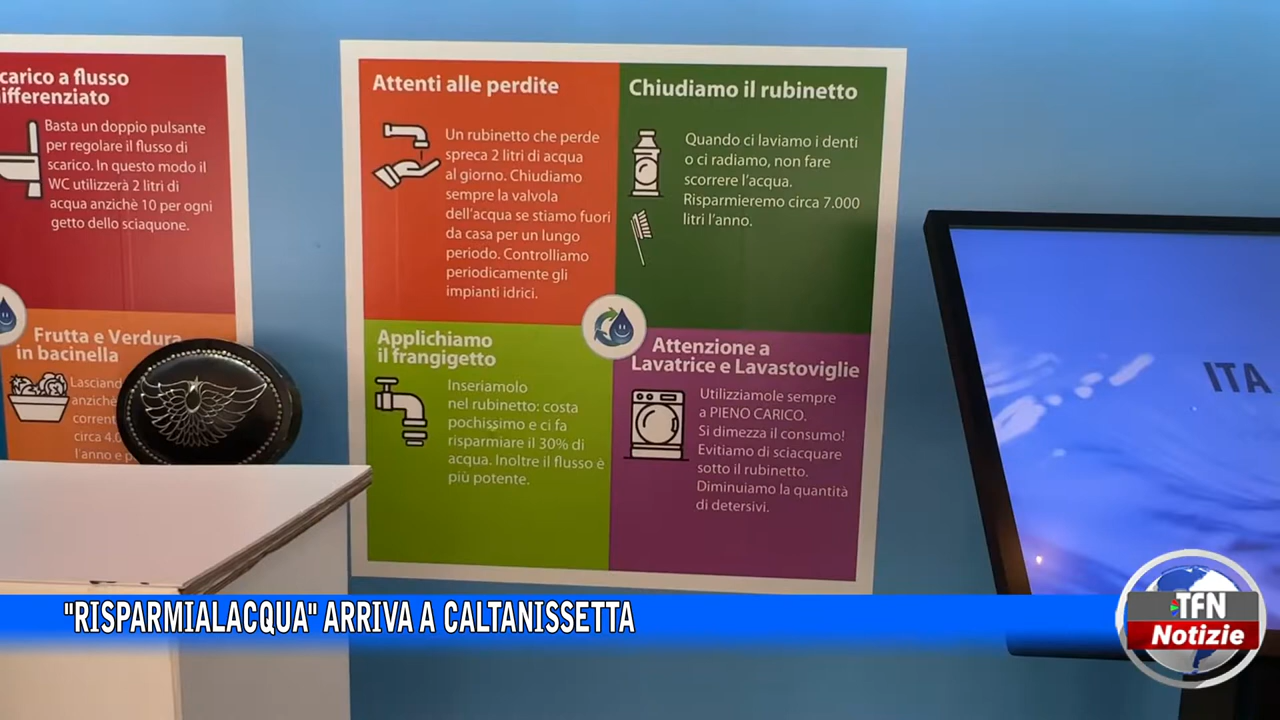 carico a flusso
ifferenziato
Basta un doppio pulsante
per regolare il flusso di
scarico. In questo modo il
WC utilizzerà 2 litri di
acqua anzichè 10 per ogni
getto dello sciaquone.
Frutta e Verdura
in bacinella
Lasciand
anzichè
corrent
circa 4.0
l'anno e p
Attenti alle perdite
Un rubinetto che perde
spreca 2 litri di acqua
al giorno. Chiudiamo
sempre la valvola
dell'acqua se stiamo fuori
da casa per un lungo
periodo. Controlliamo
periodicamente gli
impianti idrici.
Chiudiamo il rubinetto
Quando ci laviamo i denti
o ci radiamo, non fare
scorrere l'acqua.
Risparmieremo circa 7.000
litri l'anno.
Applichiamo
il frangigetto
Inseriamolo
nel rubinetto: costa
pochissimo e ci fa
risparmiare il 30% di
acqua. Inoltre il flusso è
più potente.
Attenzione a
Lavatrice e Lavastoviglie
Utilizziamole sempre
a PIENO CARICO.
Si dimezza il consumo!
Evitiamo di sciacquare
sotto il rubinetto.
Diminuiamo la quantità
di detersivi.
ITA
"RISPARMIALACQUA" ARRIVA A CALTANISSETTA
TFN
Notizie